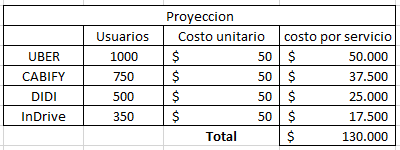 Proyeccion
Usuarios Costo unitario costo por servicio
UBER 1000 $ 50 $ 50.000
CABIFY 750 $ 50 $ 37.500
DIDI 500 $ 50 $ 25.000
InDrive 350 $ 50 $ 17.500
Total $ 130.000